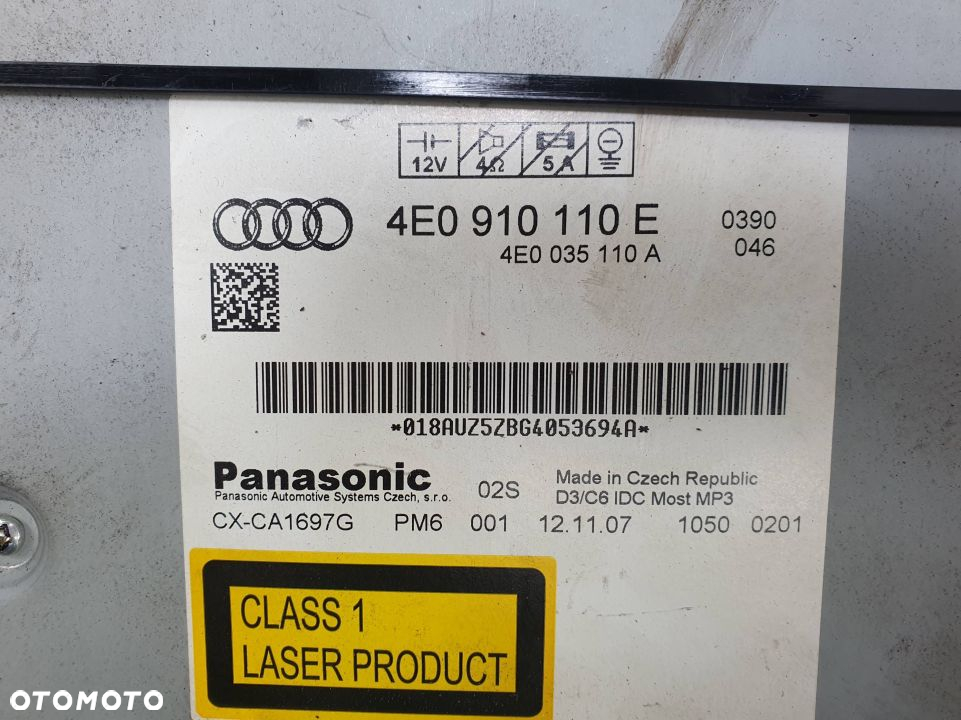 12V 4Ω 5 A
4E0 910 110 E 0390
4E0 035 110 A 046
*018AUZ5ZBG4053694A*
Panasonic
Panasonic Automotive Systems Czech, s.r.o.
02S
Made in Czech Republic
D3/C6 IDC Most MP3
CX-CA1697G PM6 001 12.11.07 1050 0201
CLASS 1
LASER PRODUCT
OTOMOTO